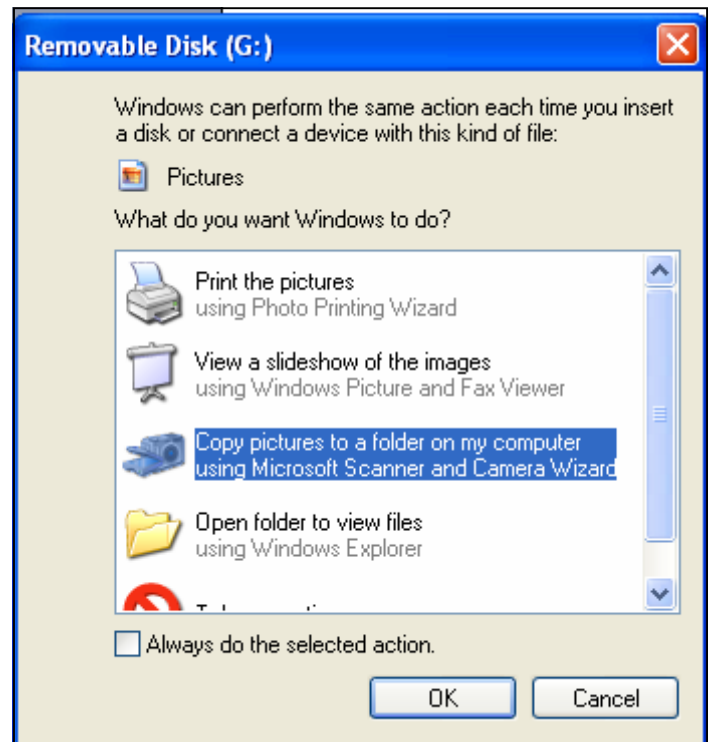 Removable Disk (G:)
Windows can perform the same action each time you insert
a disk or connect a device with this kind of file:
Pictures
What do you want Windows to do?
Print the pictures
using Photo Printing Wizard
View a slideshow of the images
using Windows Picture and Fax Viewer
Copy pictures to a folder on my computer
using Microsoft Scanner and Camera Wizard
Open folder to view files
using Windows Explorer
Always do the selected action.
OK
Cancel